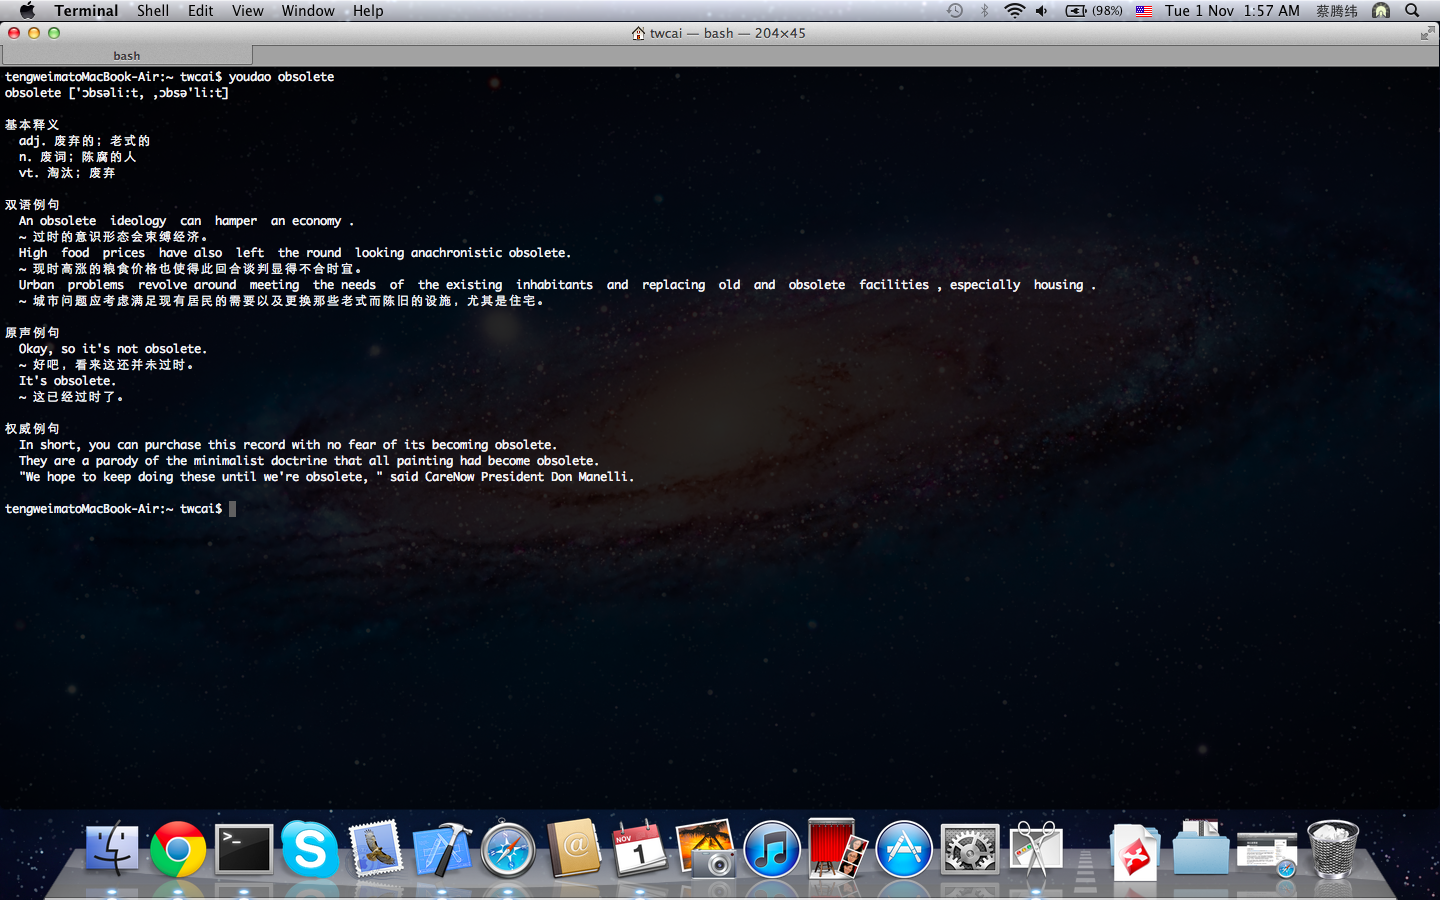 Terminal Shell Edit View Window Help (98%) Tue 1 Nov 1:57 AM 蔡腾纬
twcai — bash — 204×45
bash
tengweimatoMacBook-Air:~ twcai$ youdao obsolete
obsolete ['ɔbsəli:t, ,ɔbsə'li:t]
基本释义
adj. 废弃的；老式的
n. 废词；陈腐的人
vt. 淘汰；废弃
双语例句
An obsolete ideology can hamper an economy .
~ 过时的意识形态会束缚经济。
High food prices have also left the round looking anachronistic obsolete.
~ 现时高涨的粮食价格也使得此回合谈判显得不合时宜。
Urban problems revolve around meeting the needs of the existing inhabitants and replacing old and obsolete facilities , especially housing .
~ 城市问题应考虑满足现有居民的需要以及更换那些老式而陈旧的设施，尤其是住宅。
原声例句
Okay, so it's not obsolete.
~ 好吧，看来这还并未过时。
It's obsolete.
~ 这已经过时了。
权威例句
In short, you can purchase this record with no fear of its becoming obsolete.
They are a parody of the minimalist doctrine that all painting had become obsolete.
"We hope to keep doing these until we're obsolete, " said CareNow President Don Manelli.
tengweimatoMacBook-Air:~ twcai$
NOV
1